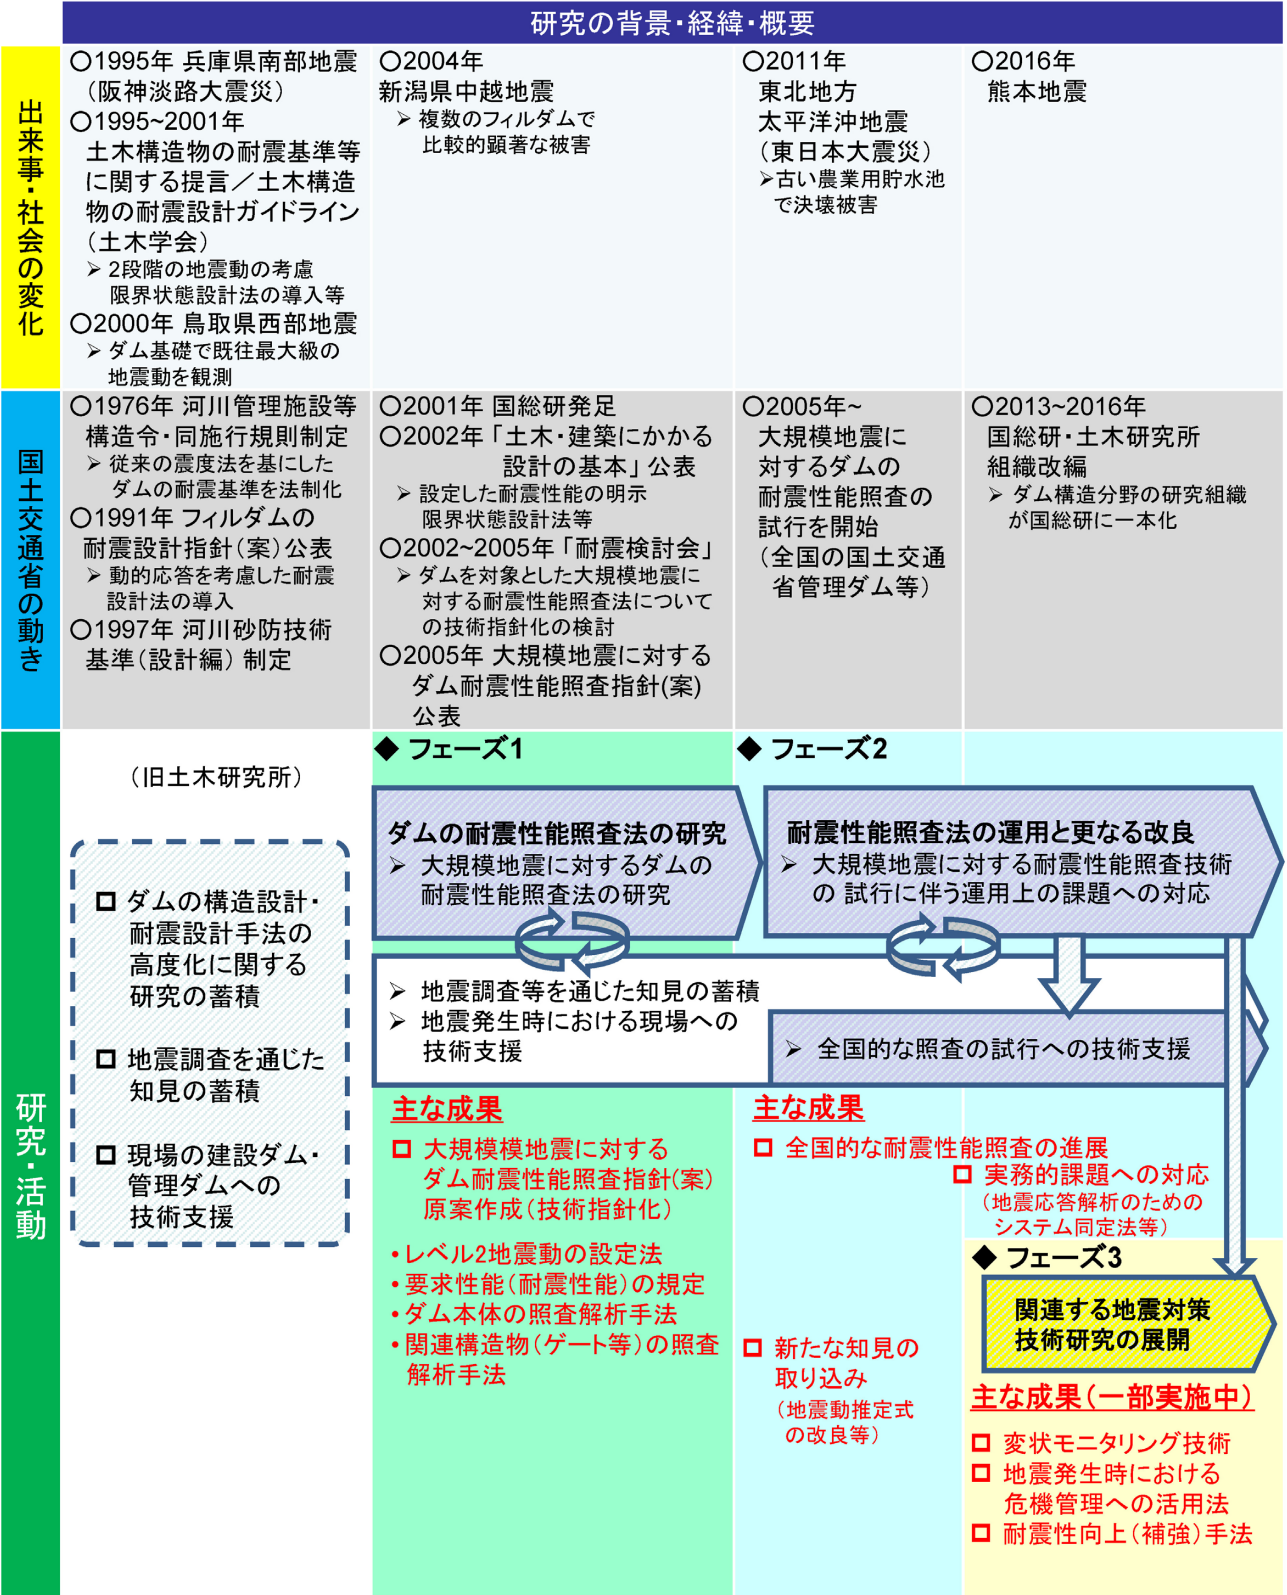 研究の背景・経緯・概要
出来事・社会の変化
〇1995年 兵庫県南部地震
（阪神淡路大震災）
〇1995~2001年
土木構造物の耐震基準等
に関する提言／土木構造
物の耐震設計ガイドライン
（土木学会）
➢ 2段階の地震動の考慮
限界状態設計法の導入等
〇2000年 鳥取県西部地震
➢ ダム基礎で既往最大級の
地震動を観測
〇2004年
新潟県中越地震
➢ 複数のフィルダムで
比較的顕著な被害
〇2011年
東北地方
太平洋沖地震
（東日本大震災）
➢古い農業用貯水池
で決壊被害
〇2016年
熊本地震
国土交通省の動き
〇1976年 河川管理施設等
構造令・同施行規則制定
➢ 従来の震度法を基にした
ダムの耐震基準を法制化
〇1991年 フィルダムの
耐震設計指針（案）公表
➢ 動的応答を考慮した耐震
設計法の導入
〇1997年 河川砂防技術
基準（設計編） 制定
〇2001年 国総研発足
〇2002年 「土木・建築にかかる
設計の基本」 公表
➢ 設定した耐震性能の明示
限界状態設計法等
〇2002~2005年 「耐震検討会」
➢ ダムを対象とした大規模地震に
対する耐震性能照査法について
の技術指針化の検討
〇2005年 大規模地震に対する
ダム耐震性能照査指針(案)
公表
〇2005年~
大規模地震に
対するダムの
耐震性能照査の
試行を開始
（全国の国土交通
省管理ダム等）
〇2013~2016年
国総研・土木研究所
組織改編
➢ ダム構造分野の研究組織
が国総研に一本化
研究・活動
（旧土木研究所）
❑ ダムの構造設計・
耐震設計手法の
高度化に関する
研究の蓄積
❑ 地震調査を通じた
知見の蓄積
❑ 現場の建設ダム・
管理ダムへの
技術支援
◆ フェーズ1
ダムの耐震性能照査法の研究
➢ 大規模地震に対するダムの
耐震性能照査法の研究
◆ フェーズ2
耐震性能照査法の運用と更なる改良
➢ 大規模地震に対する耐震性能照査技術
の 試行に伴う運用上の課題への対応
➢ 地震調査等を通じた知見の蓄積
➢ 地震発生時における現場への
技術支援
➢ 全国的な照査の試行への技術支援
主な成果
❑ 大規模模地震に対する
ダム耐震性能照査指針(案)
原案作成（技術指針化）
・レベル2地震動の設定法
・要求性能（耐震性能）の規定
・ダム本体の照査解析手法
・関連構造物（ゲート等）の照査
解析手法
主な成果
❑ 全国的な耐震性能照査の進展
❑ 実務的課題への対応
（地震応答解析のための
システム同定法等）
❑ 新たな知見の
取り込み
（地震動推定式
の改良等）
◆ フェーズ3
関連する地震対策
技術研究の展開
主な成果（一部実施中）
❑ 変状モニタリング技術
❑ 地震発生時における
危機管理への活用法
❑ 耐震性向上（補強）手法